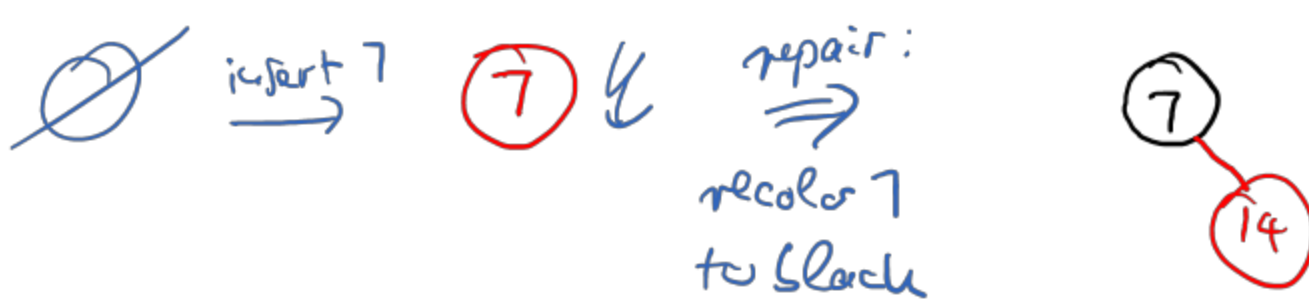 ∅ insert 7 7 ↯ repair: 7
⇒
recolor 7
to black
14